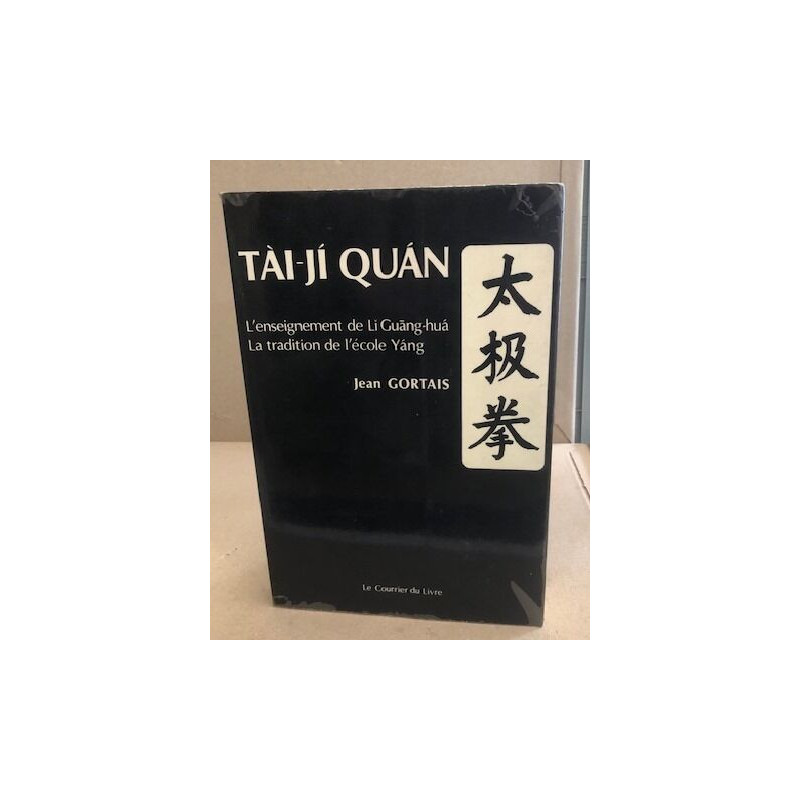 TÀI-JÍ QUÁN
L'enseignement de Li Guāng-huá
La tradition de l'école Yáng
Jean GORTAIS
太极拳
Le Courrier du Livre